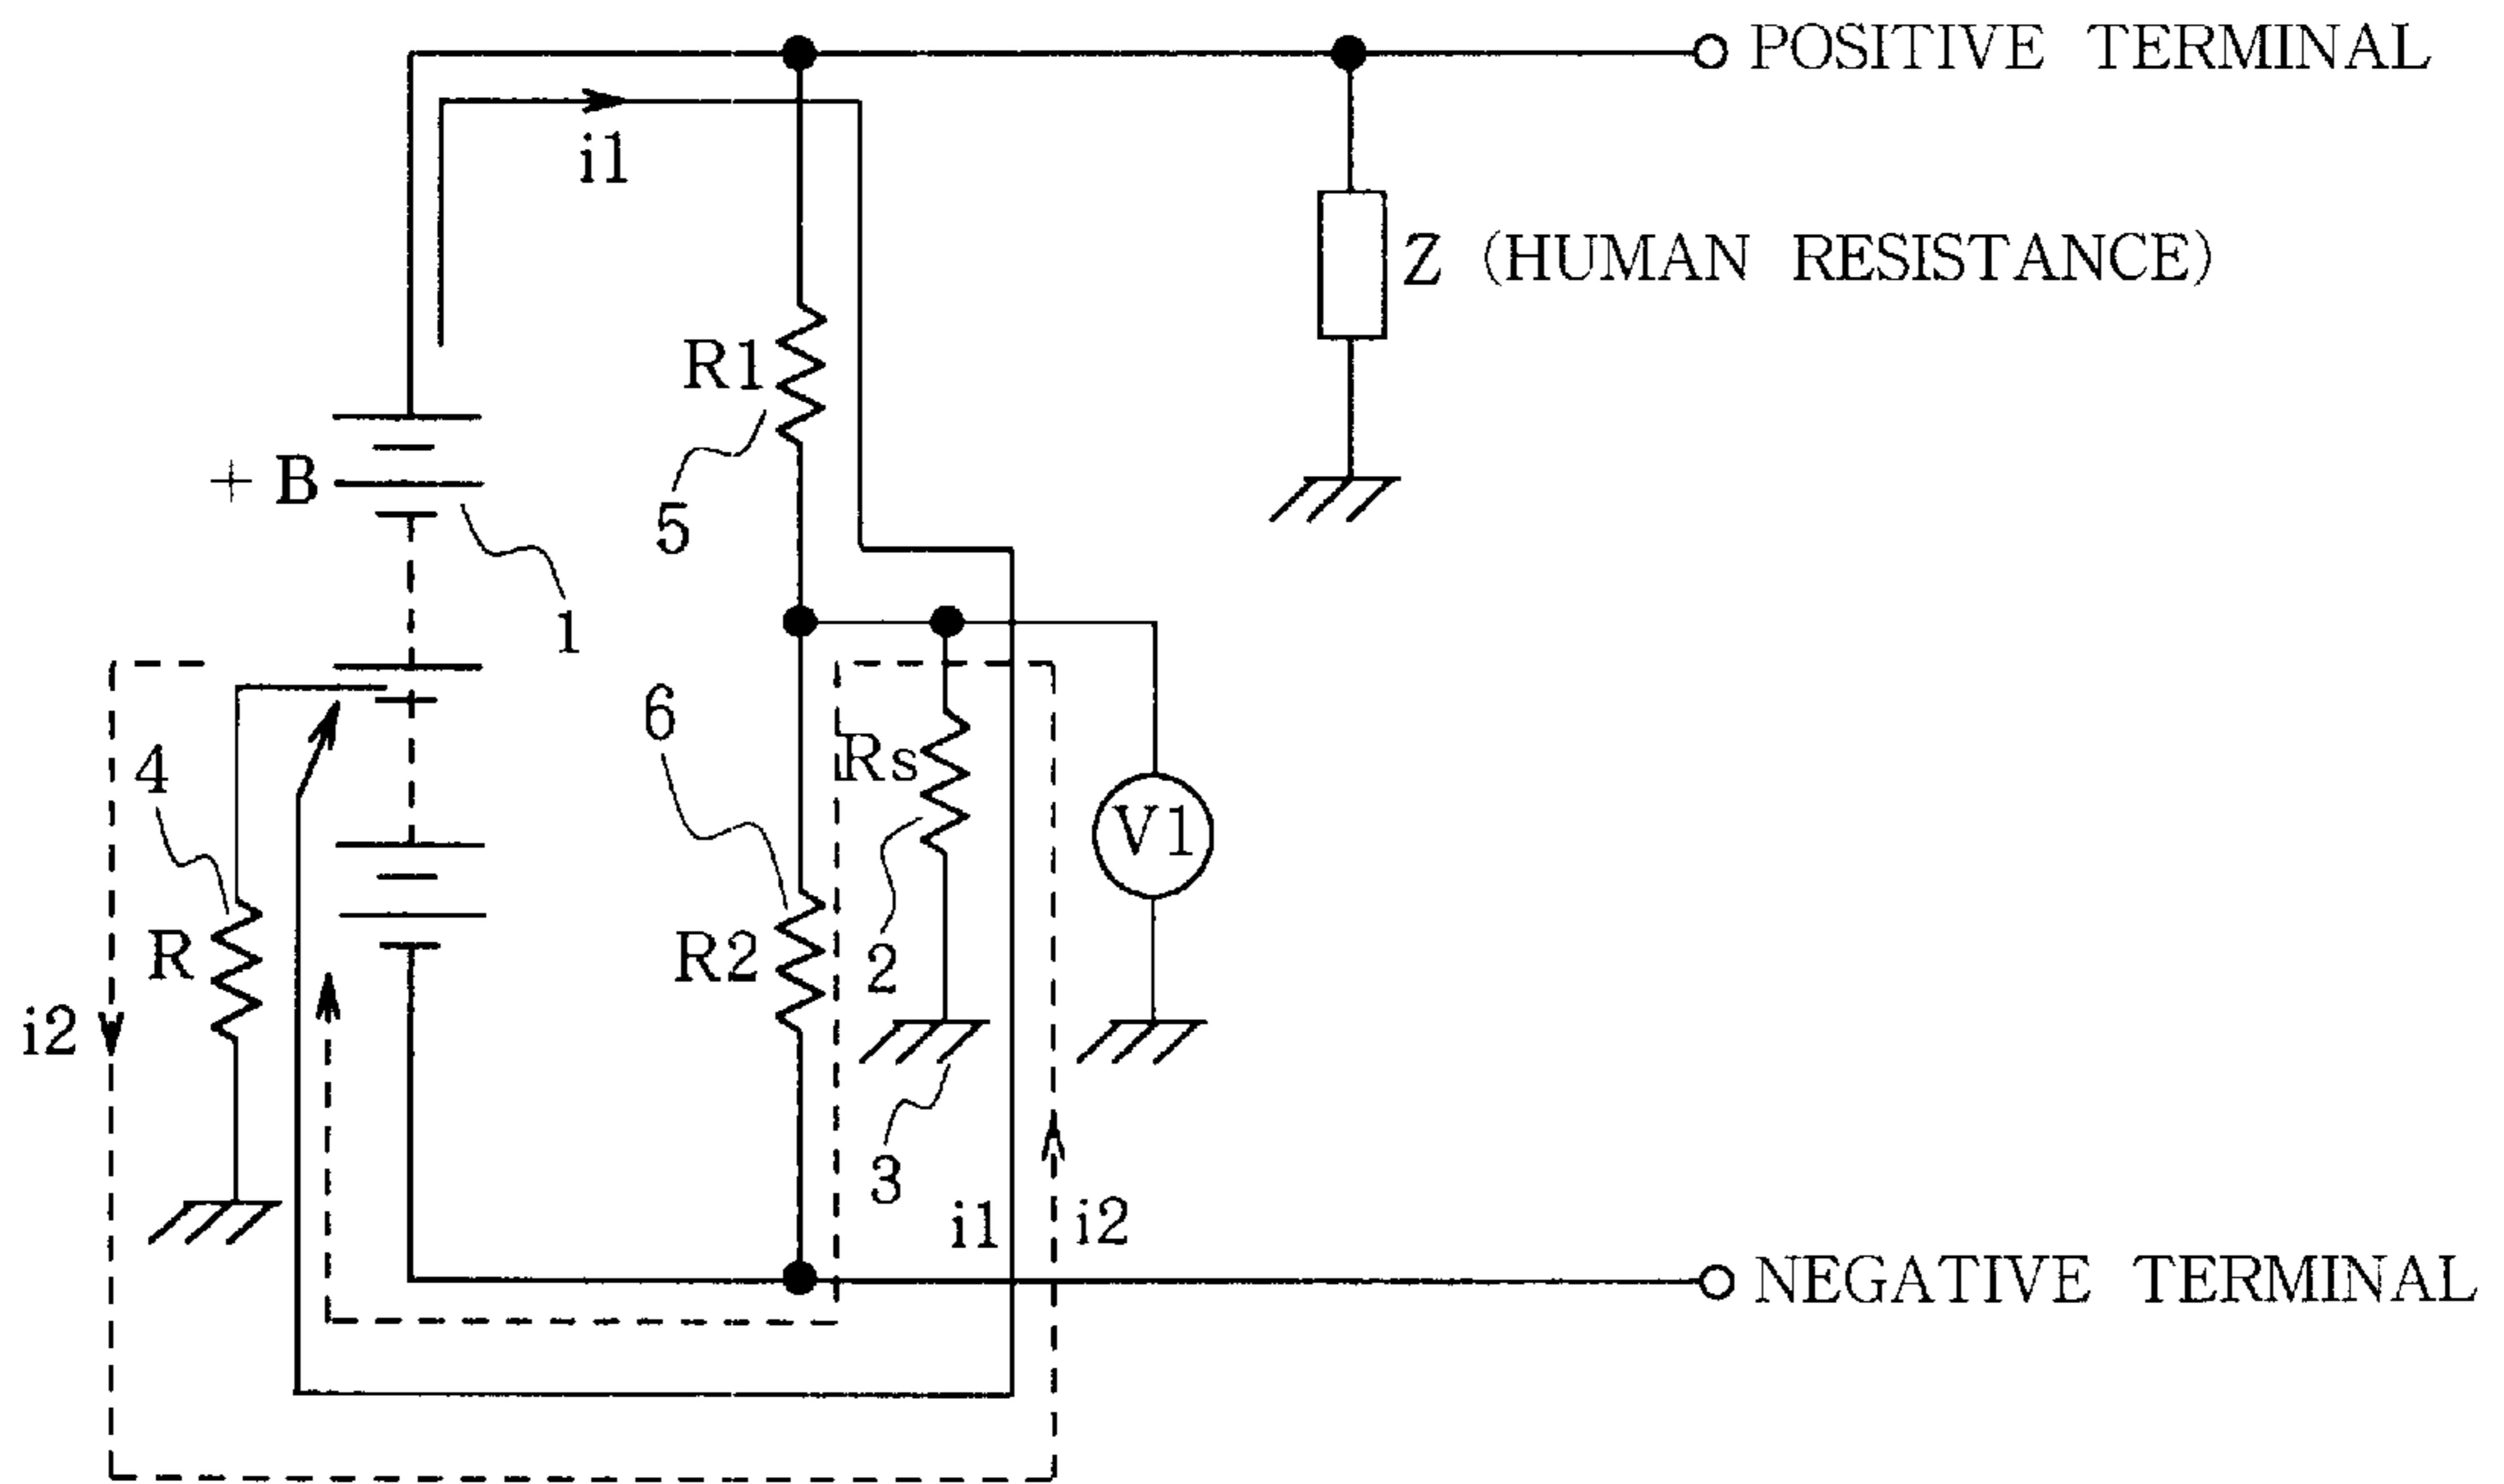 POSITIVE TERMINAL
i1
Z (HUMAN RESISTANCE)
R1
+ B
5
1
6
4
Rs
V1
R
R2
2
i2
3
i1
i2
NEGATIVE TERMINAL